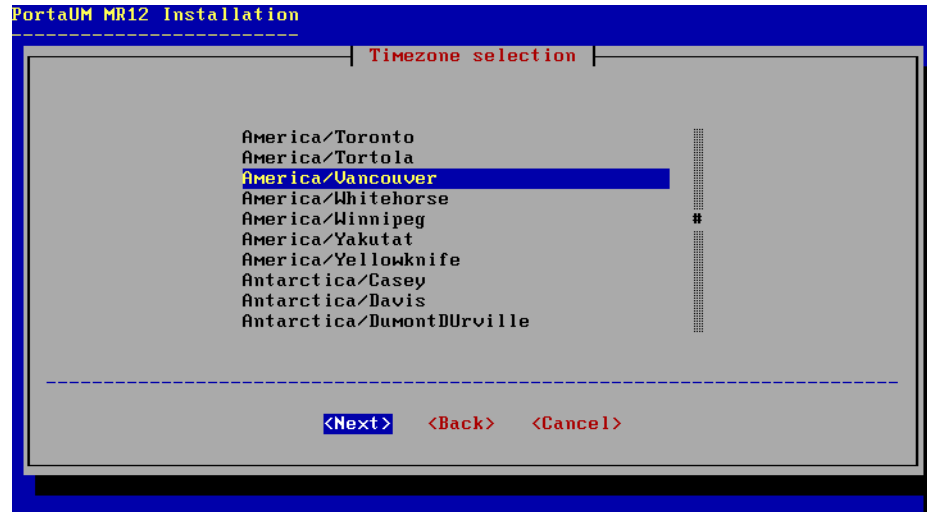 PortaUM MR12 Installation
Timezone selection
America/Toronto
America/Tortola
America/Vancouver
America/Whitehorse
America/Winnipeg
America/Yakutat
America/Yellowknife
Antarctica/Casey
Antarctica/Davis
Antarctica/DumontDUrville
#
<Next> <Back> <Cancel>